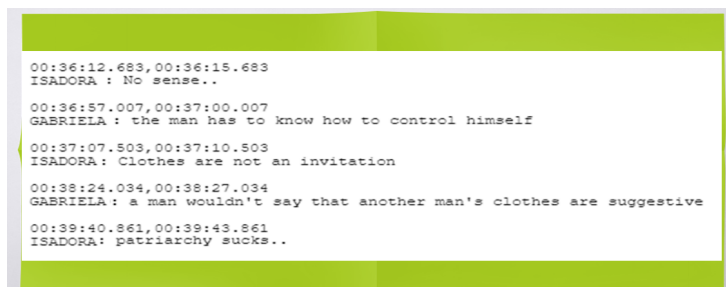 00:36:12.683,00:36:15.683
ISADORA : No sense..
00:36:57.007,00:37:00.007
GABRIELA : the man has to know how to control himself
00:37:07.503,00:37:10.503
ISADORA: Clothes are not an invitation
00:38:24.034,00:38:27.034
GABRIELA : a man wouldn't say that another man's clothes are suggestive
00:39:40.861,00:39:43.861
ISADORA: patriarchy sucks..